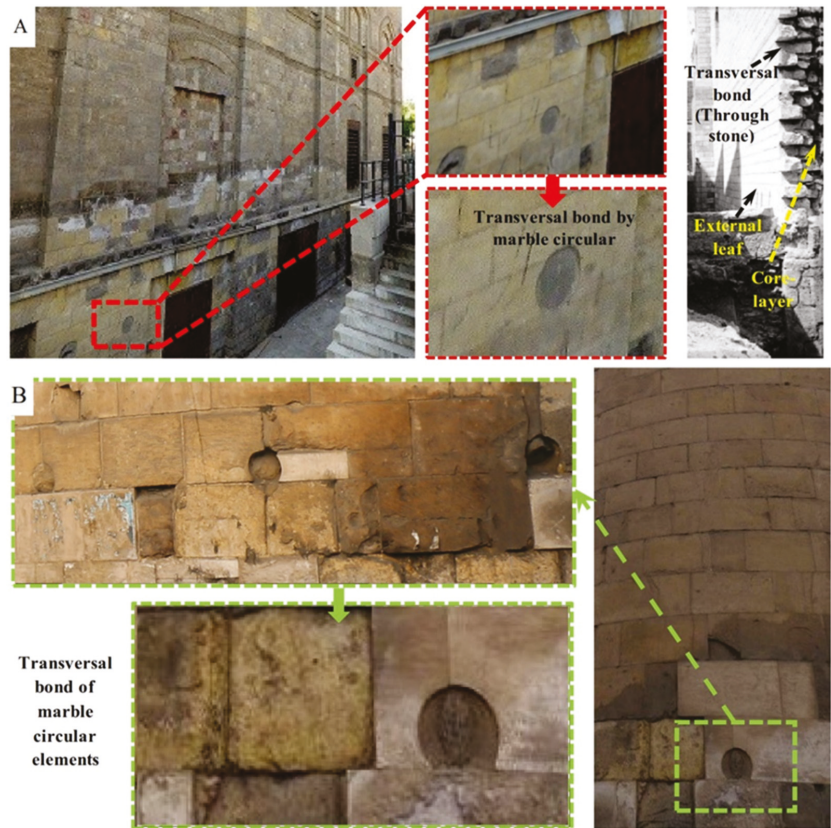 A
Transversal
bond
(Through
stone)
External
leaf
Core-
layer
Transversal bond by
marble circular
B
Transversal
bond of
marble
circular
elements